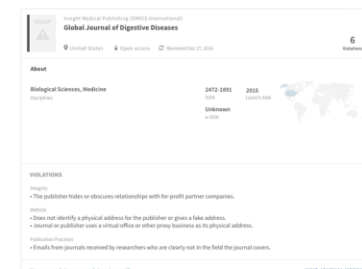 Insight Medical Publishing (OMICS International)
Global Journal of Digestive Diseases
United States Open access Reviewed
6
Violations
About
Biological Sciences, Medicine
Disciplines
2472-1891
ISSN
2015
Launch date
Unknown
e-ISSN
VIOLATIONS
Integrity
• The publisher hides or obscures relationships with for-profit partner companies.
Website
• Does not identify a physical address for the publisher or gives a fake address.
• Journal or publisher uses a virtual office or other proxy business as its physical address.
Publication Practices
• Emails from journals received by researchers who are clearly not in the field the journal covers.